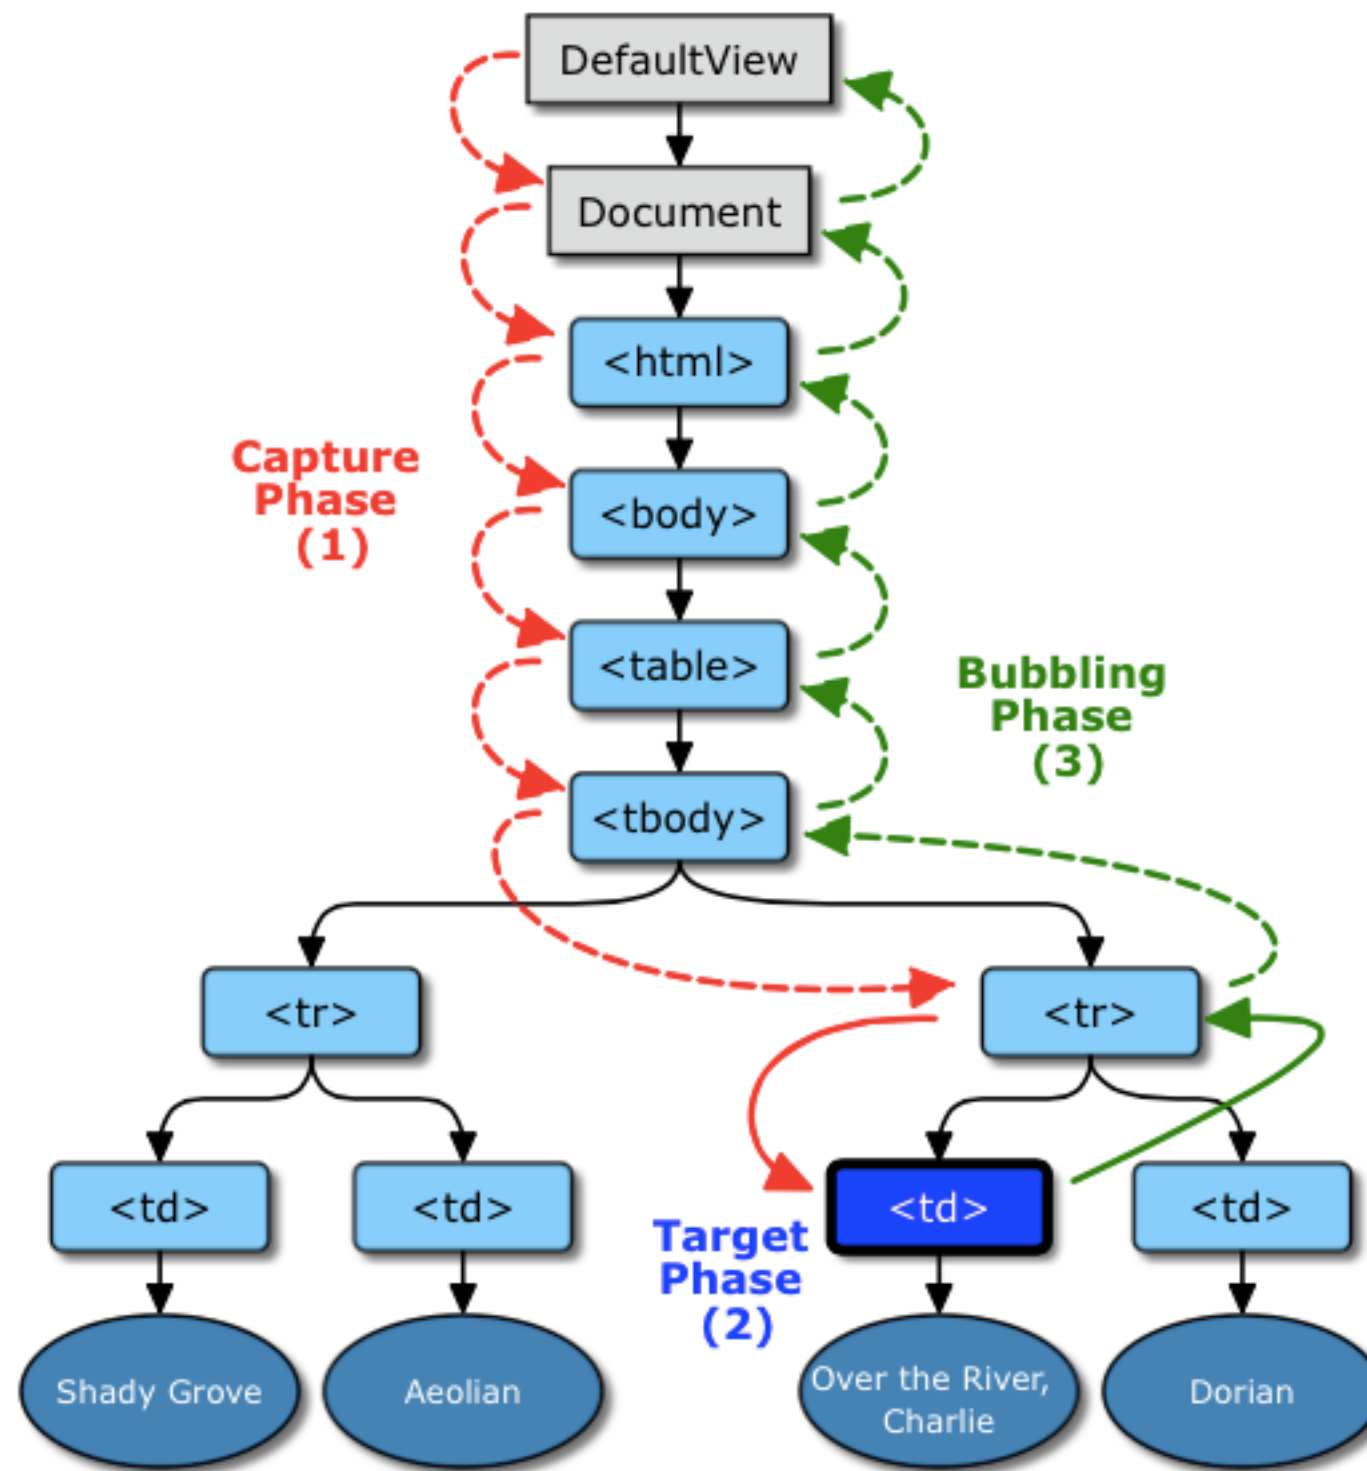 DefaultView
Document
<html>
Capture
Phase
(1)
<body>
<table>
Bubbling
Phase
(3)
<tbody>
<tr>
<tr>
<td>
<td>
<td>
<td>
Target
Phase
(2)
Shady Grove
Aeolian
Over the River,
Charlie
Dorian